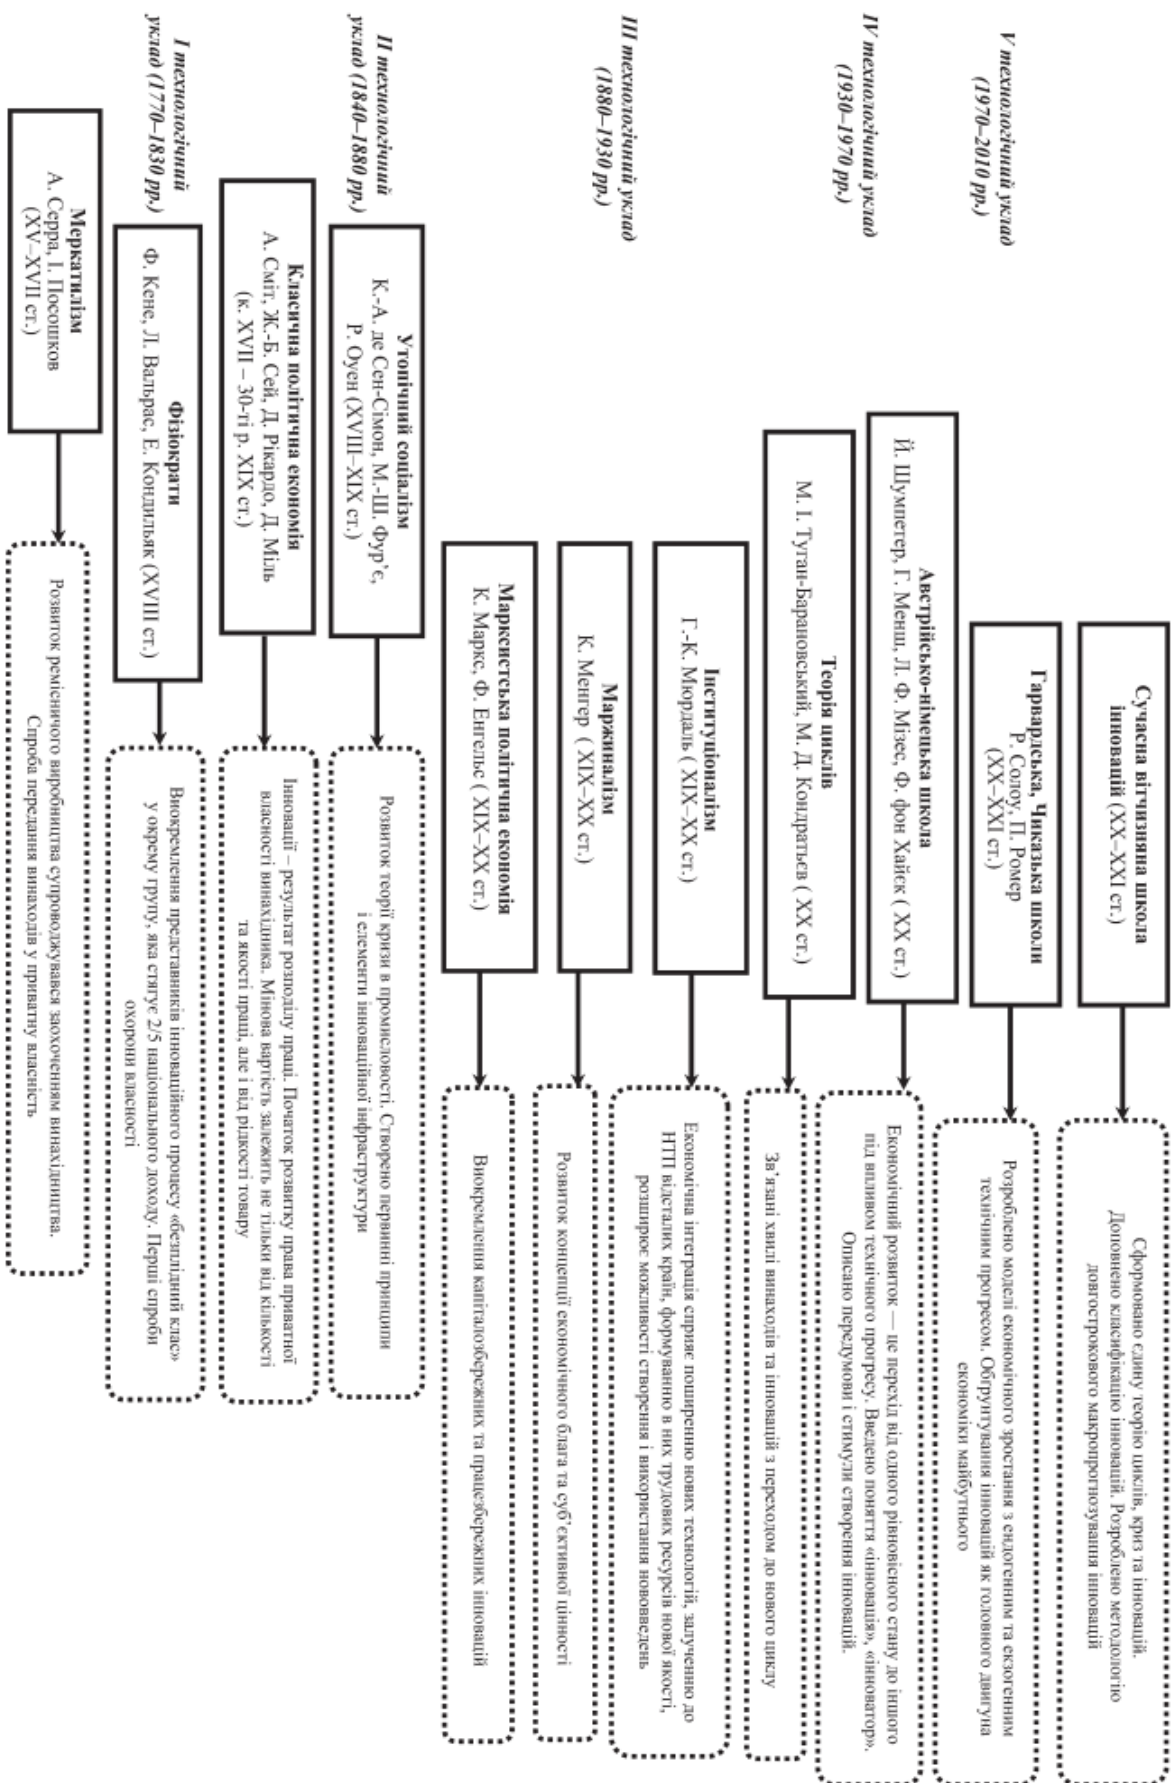 V технологічний уклад
(1970–2010 рр.)
IV технологічний уклад
(1930–1970 рр.)
III технологічний уклад
(1880–1930 рр.)
II технологічний
уклад (1840–1880 рр.)
I технологічний
уклад (1770–1830 рр.)
Сучасна вітчизняна школа
інновацій (XX–XXI ст.)
Сформовано єдину теорію циклів, криз та інновацій.
Доповнено класифікацію інновацій. Розроблено методологію
довгострокового макропрогнозування інновацій
Гарвардська, Чиказька школи
Р. Солоу, П. Ромер
(XX–XXI ст.)
Розроблено моделі економічного зростання з ендогенним та екзогенним
технічним прогресом. Обґрунтування інновацій як головного двигуна
економіки майбутнього
Австрійсько-німецька школа
Й. Шумпетер, Г. Менш, Л. Ф. Мізес, Ф. фон Хайєк ( XX ст.)
Економічний розвиток — це перехід від одного рівновісного стану до іншого
під впливом технічного прогресу. Введено поняття «інновація», «інноватор».
Описано передумови і стимули створення інновацій.
Теорія циклів
М. І. Туган-Барановський, М. Д. Кондратьєв ( XX ст.)
Зв’язані хвилі винаходів та інновацій з переходом до нового циклу
Інституціоналізм
Г.-К. Мюрдаль ( XIX–XX ст.)
Економічна інтеграція сприяє поширенню нових технологій, залученню до
НТП відсталих країн, формуванню в них трудових ресурсів нової якості,
розширює можливості створення і використання нововведень
Маржиналізм
К. Менгер ( XIX–XX ст.)
Розвиток концепції економічного блага та суб’єктивної цінності
Марксистська політична економія
К. Маркс, Ф. Енгельс ( XIX–XX ст.)
Виокремлення капіталозбережних та працезбережних інновацій
Утопічний соціалізм
К.-А. де Сен-Сімон, М.-Ш. Фур’є,
Р. Оуен (XVIII–XIX ст.)
Розвиток теорії кризи в промисловості. Створено первинні принципи
і елементи інноваційної інфраструктури
Класична політична економія
А. Сміт, Ж.-Б. Сей, Д. Рікардо, Д. Міль
(к. XVII – 30-ті р. XIX ст.)
Інновації – результат розподілу праці. Початок розвитку права приватної
власності винахідника. Мінова вартість залежить не тільки від кількості
та якості праці, але і від рідкості товару
Фізіократи
Ф. Кене, Л. Вальрас, Е. Кондильяк (XVIII ст.)
Виокремлення представників інноваційного процесу «безплідний клас»
у окрему групу, яка стягує 2/5 національного доходу. Перші спроби
охорони власності
Меркатилізм
А. Серра, І. Посошков
(XV–XVII ст.)
Розвиток ремісничого виробництва супроводжувався заохоченням винахідництва.
Спроба передання винаходів у приватну власність